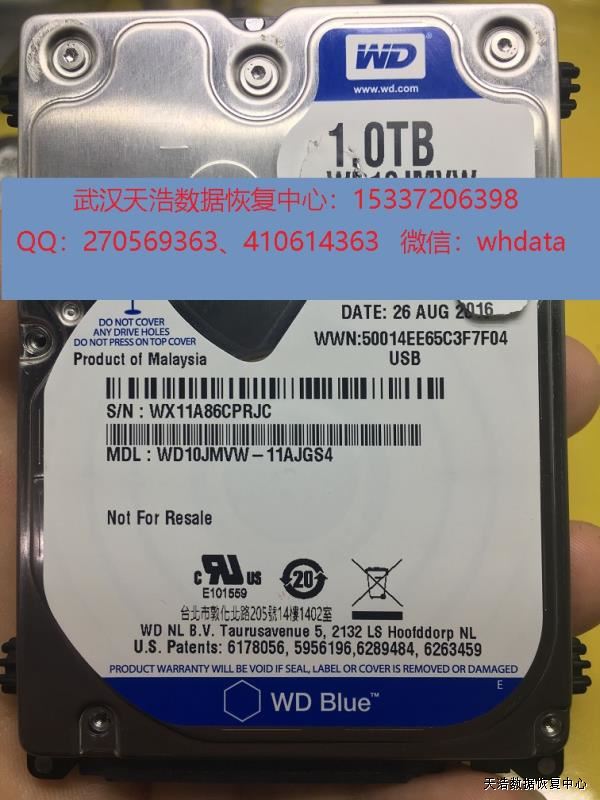 WD
www.wd.com
1.0TB
武汉天浩数据恢复中心：15337206398
QQ：270569363、410614363 微信：whdata
DO NOT COVER
ANY DRIVE HOLES
DO NOT PRESS ON TOP COVER
DATE: 26 AUG 2016
WWN:50014EE65C3F7F04
USB
Product of Malaysia
S/N : WX11A86CPRJC
MDL : WD10JMVW-11AJGS4
Not For Resale
c RU US
E101559
20
台北市敦化北路205號14樓1402室
WD NL B.V. Taurusavenue 5, 2132 LS Hoofddorp NL
U.S. Patents: 6178056, 5956196,6289484, 6263459
PRODUCT WARRANTY WILL BE VOID IF SEAL, LABEL OR COVER IS REMOVED OR DAMAGED
E
WD Blue™
天浩数据恢复中心